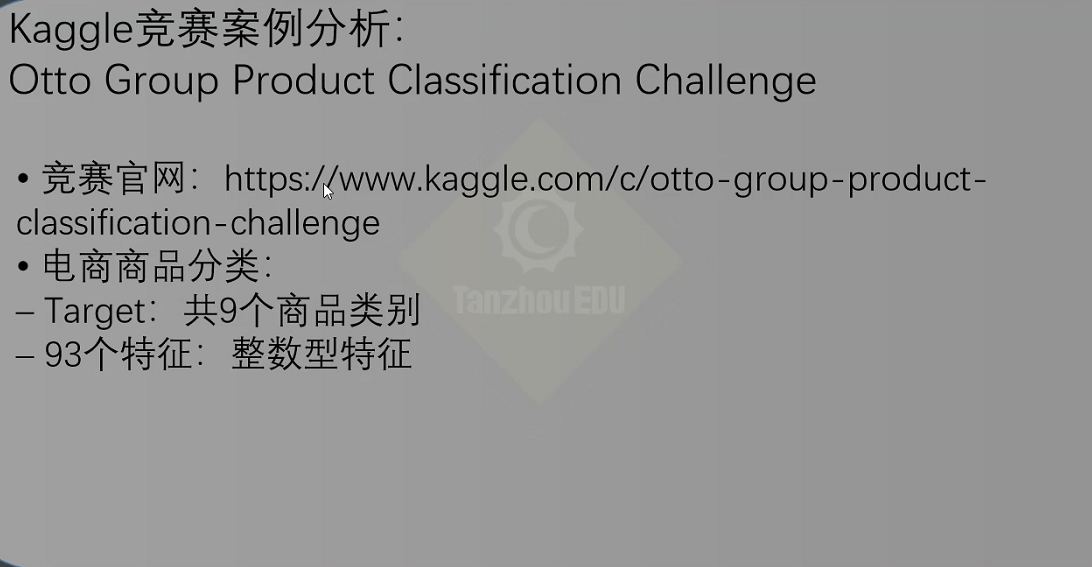 Kaggle竞赛案例分析：
Otto Group Product Classification Challenge
• 竞赛官网：https://www.kaggle.com/c/otto-group-product-
classification-challenge
• 电商商品分类：
– Target：共9个商品类别
– 93个特征：整数型特征
Tanzhou EDU